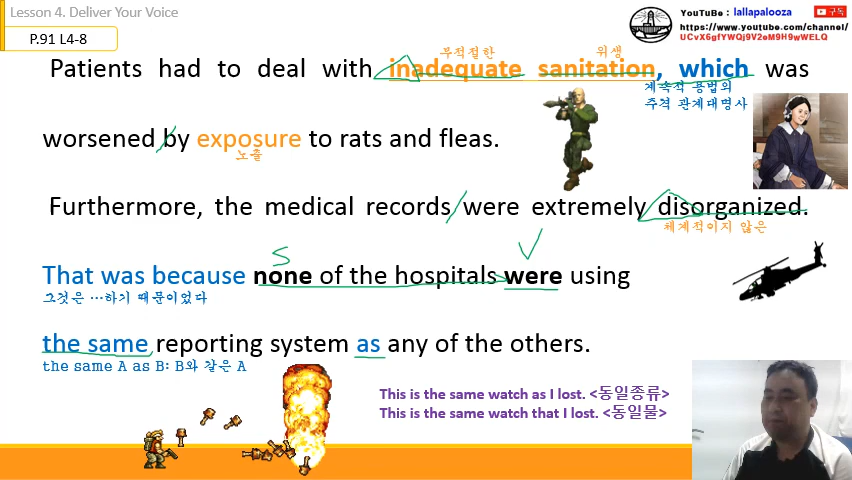 Lesson 4. Deliver Your Voice
P.91 L4-8
YouTuBe : lallapalooza
구독
https://www.youtube.com/channel/
UCvX6gfYWQj9V2eM9H9wWELQ
부적절한 위생
Patients had to deal with inadequate sanitation, which was
계속적 용법의
주격 관계대명사
worsened by exposure to rats and fleas.
노출
Furthermore, the medical records were extremely disorganized.
체계적이지 않은
S V
That was because none of the hospitals were using
그것은 …하기 때문이었다
the same reporting system as any of the others.
the same A as B: B와 같은 A
This is the same watch as I lost. <동일종류>
This is the same watch that I lost. <동일물>